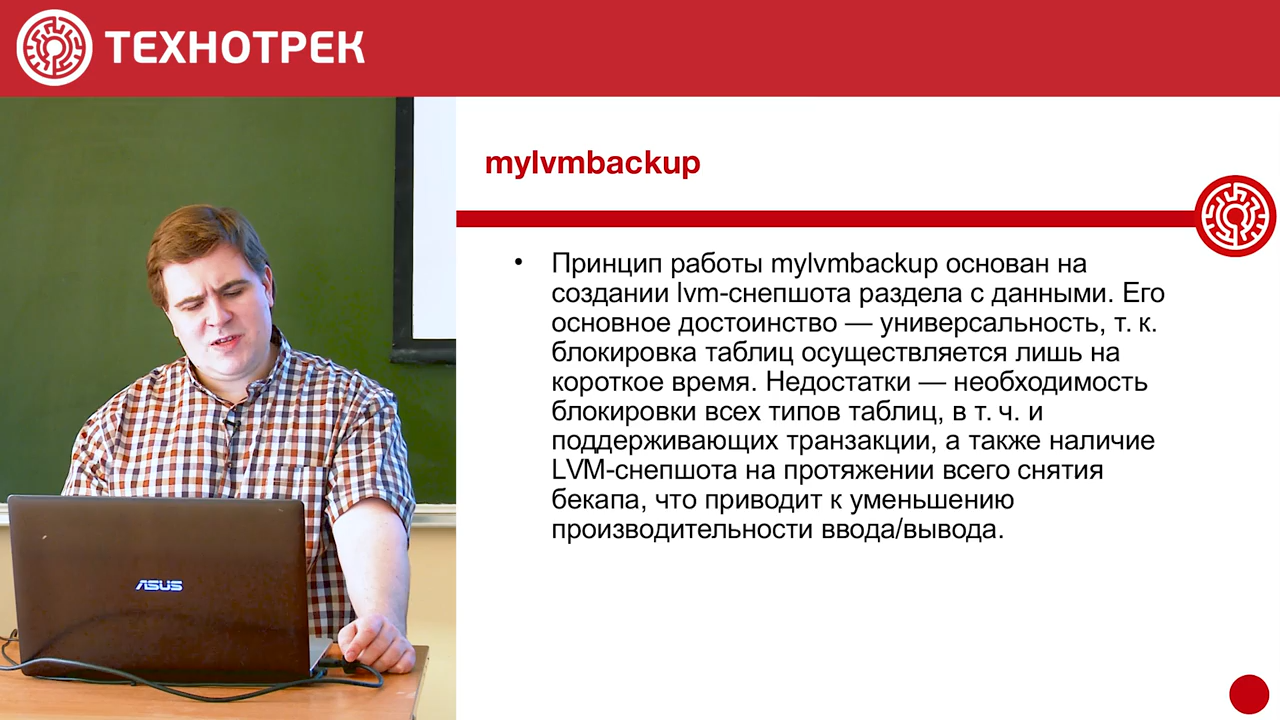 ТЕХНОТРЕК
mylvmbackup
• Принцип работы mylvmbackup основан на
создании lvm-снепшота раздела с данными. Его
основное достоинство — универсальность, т. к.
блокировка таблиц осуществляется лишь на
короткое время. Недостатки — необходимость
блокировки всех типов таблиц, в т. ч. и
поддерживающих транзакции, а также наличие
LVM-снепшота на протяжении всего снятия
бекапа, что приводит к уменьшению
производительности ввода/вывода.
ASUS